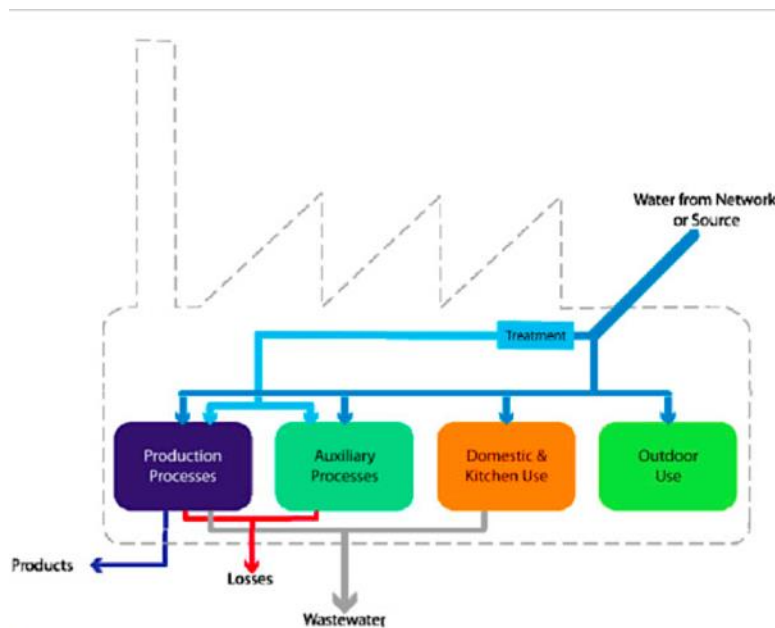 Water from Network
or Source
Treatment
Production
Processes
Auxiliary
Processes
Domestic &
Kitchen Use
Outdoor
Use
Products
Losses
Wastewater